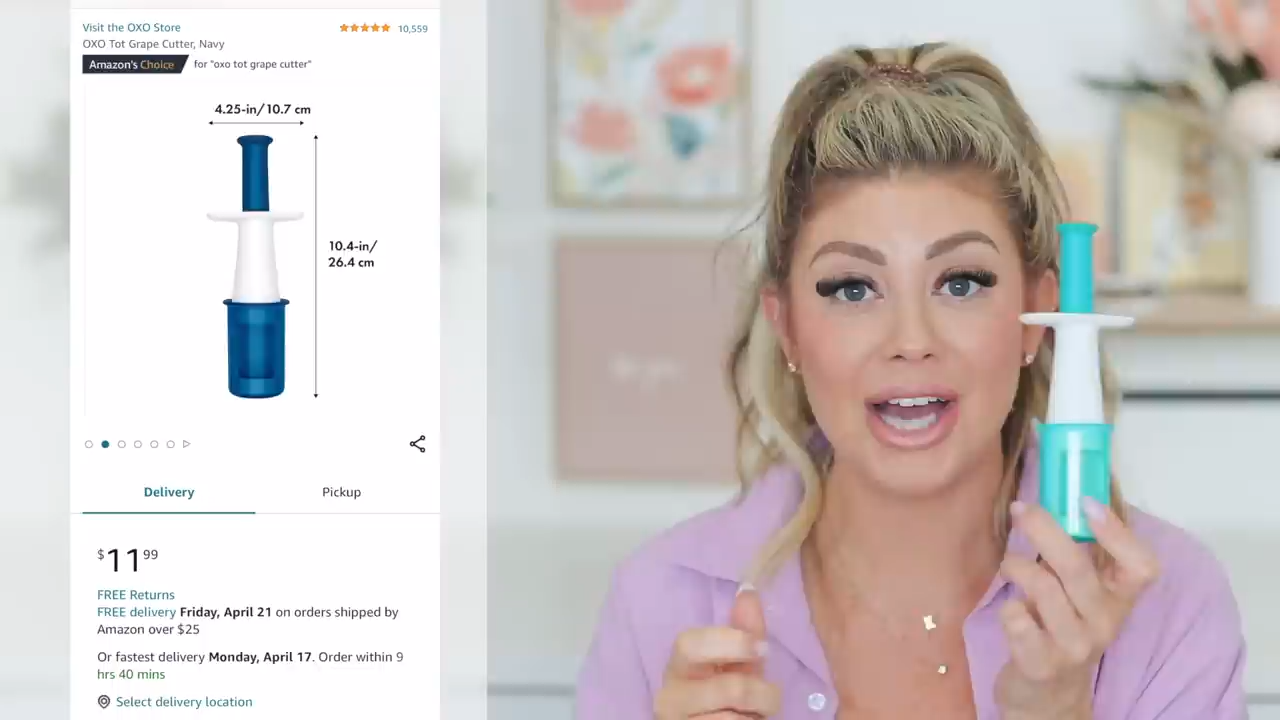 Visit the OXO Store
10,559
OXO Tot Grape Cutter, Navy
Amazon's Choice for "oxo tot grape cutter"
4.25-in/10.7 cm
10.4-in/
26.4 cm
Delivery
Pickup
$11 99
FREE Returns
FREE delivery Friday, April 21 on orders shipped by
Amazon over $25
Or fastest delivery Monday, April 17. Order within 9
hrs 40 mins
Select delivery location